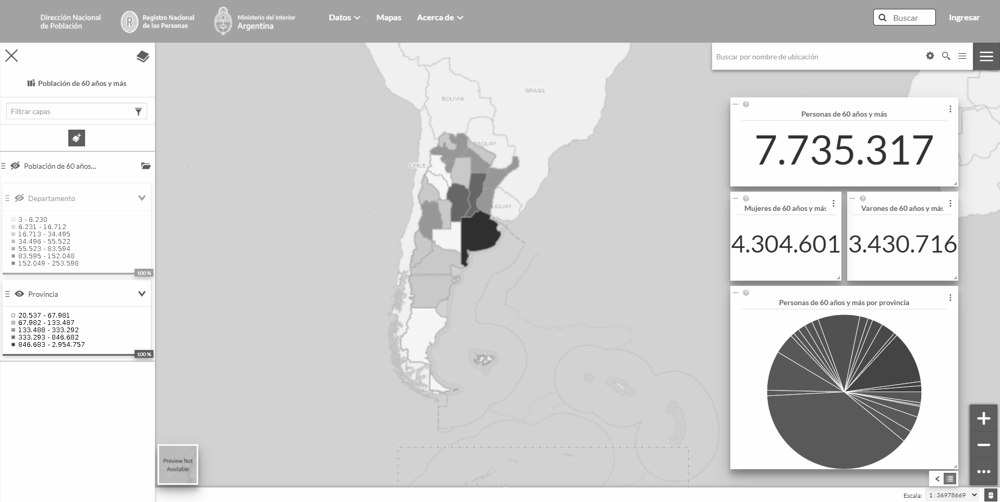 Dirección Nacional
de Población
Registro Nacional
de las Personas
Ministerio del Interior
Argentina
Datos
Mapas
Acerca de
Buscar
Ingresar
Población de 60 años y más
Filtrar capas
Población de 60 años...
Departamento
3 - 6.230
6.231 - 16.712
16.713 - 34.495
34.496 - 55.522
55.523 - 83.594
83.595 - 152.048
152.049 - 253.598
100 %
Provincia
20.537 - 67.981
67.982 - 133.487
133.488 - 333.292
333.293 - 846.682
846.683 - 2.954.757
100 %
BRASIL
BOLIVIA
RAGUAY
CHILE
UGUAY
Preview Not
Available
Buscar por nombre de ubicación
Personas de 60 años y más
7.735.317
Mujeres de 60 años y más
4.304.601
Varones de 60 años y más
3.430.716
Personas de 60 años y más por provincia
Escala:
1 : 36978669